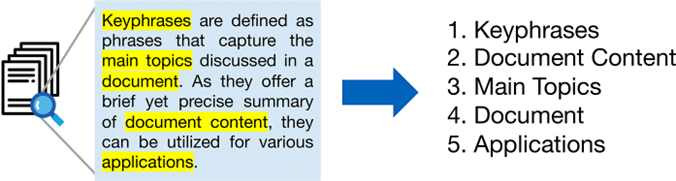 Keyphrases are defined as
phrases that capture the
main topics discussed in a
document. As they offer a
brief yet precise summary
of document content, they
can be utilized for various
applications.
1. Keyphrases
2. Document Content
3. Main Topics
4. Document
5. Applications